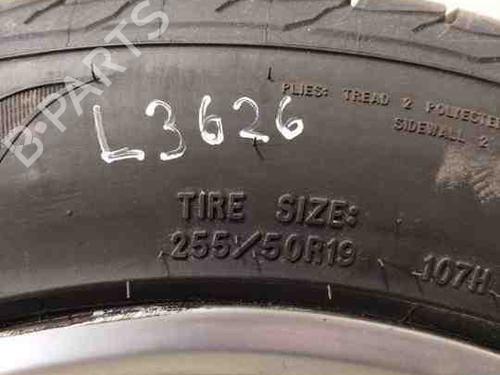 B-PARTS
L3626
PLIES: TREAD 2 POLYESTER
SIDEWALL 2
TIRE SIZE:
255/50R19 107H